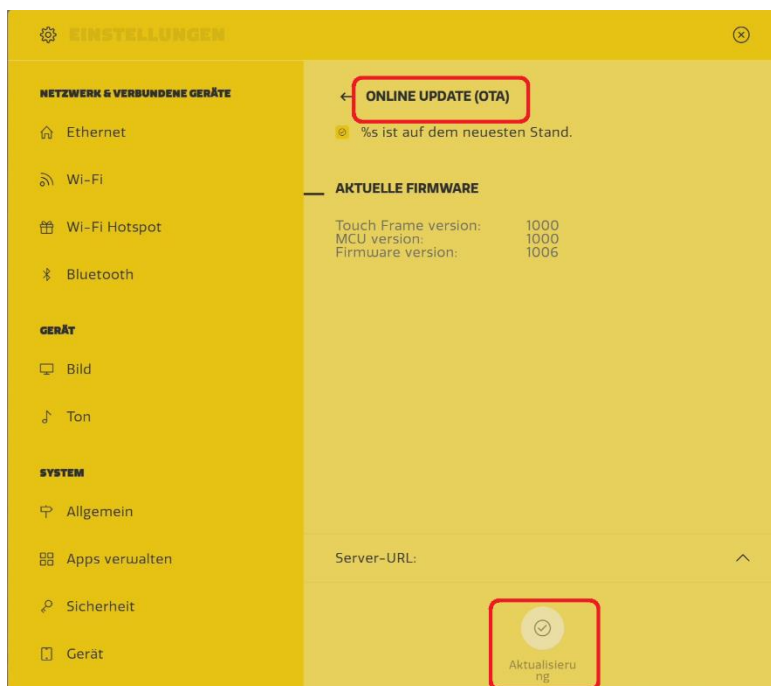 EINSTELLUNGEN
NETZWERK & VERBUNDENE GERÄTE
Ethernet
Wi-Fi
Wi-Fi Hotspot
Bluetooth
GERÄT
Bild
Ton
SYSTEM
Allgemein
Apps verwalten
Sicherheit
Gerät
← ONLINE UPDATE (OTA)
%s ist auf dem neuesten Stand.
AKTUELLE FIRMWARE
Touch Frame version: 1000
MCU version: 1000
Firmware version: 1006
Server-URL:
Aktualisieru
ng